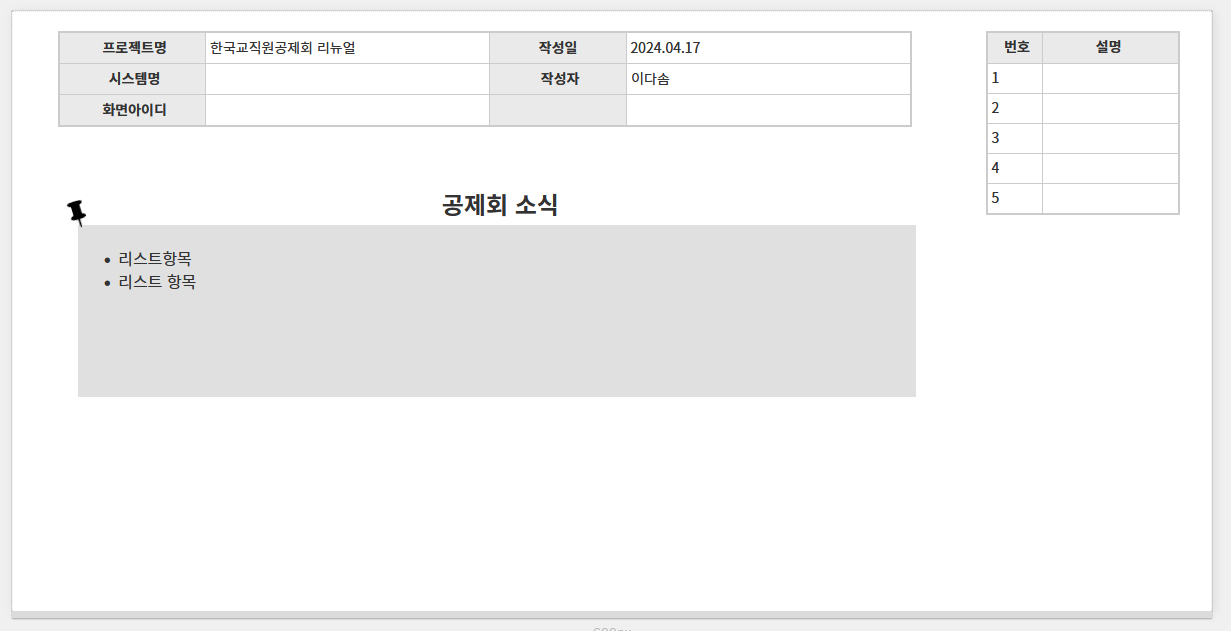 프로젝트명 한국교직원공제회 리뉴얼 작성일 2024.04.17
시스템명 작성자 이다솜
화면아이디
번호 설명
1
2
3
4
5
공제회 소식
• 리스트항목
• 리스트 항목